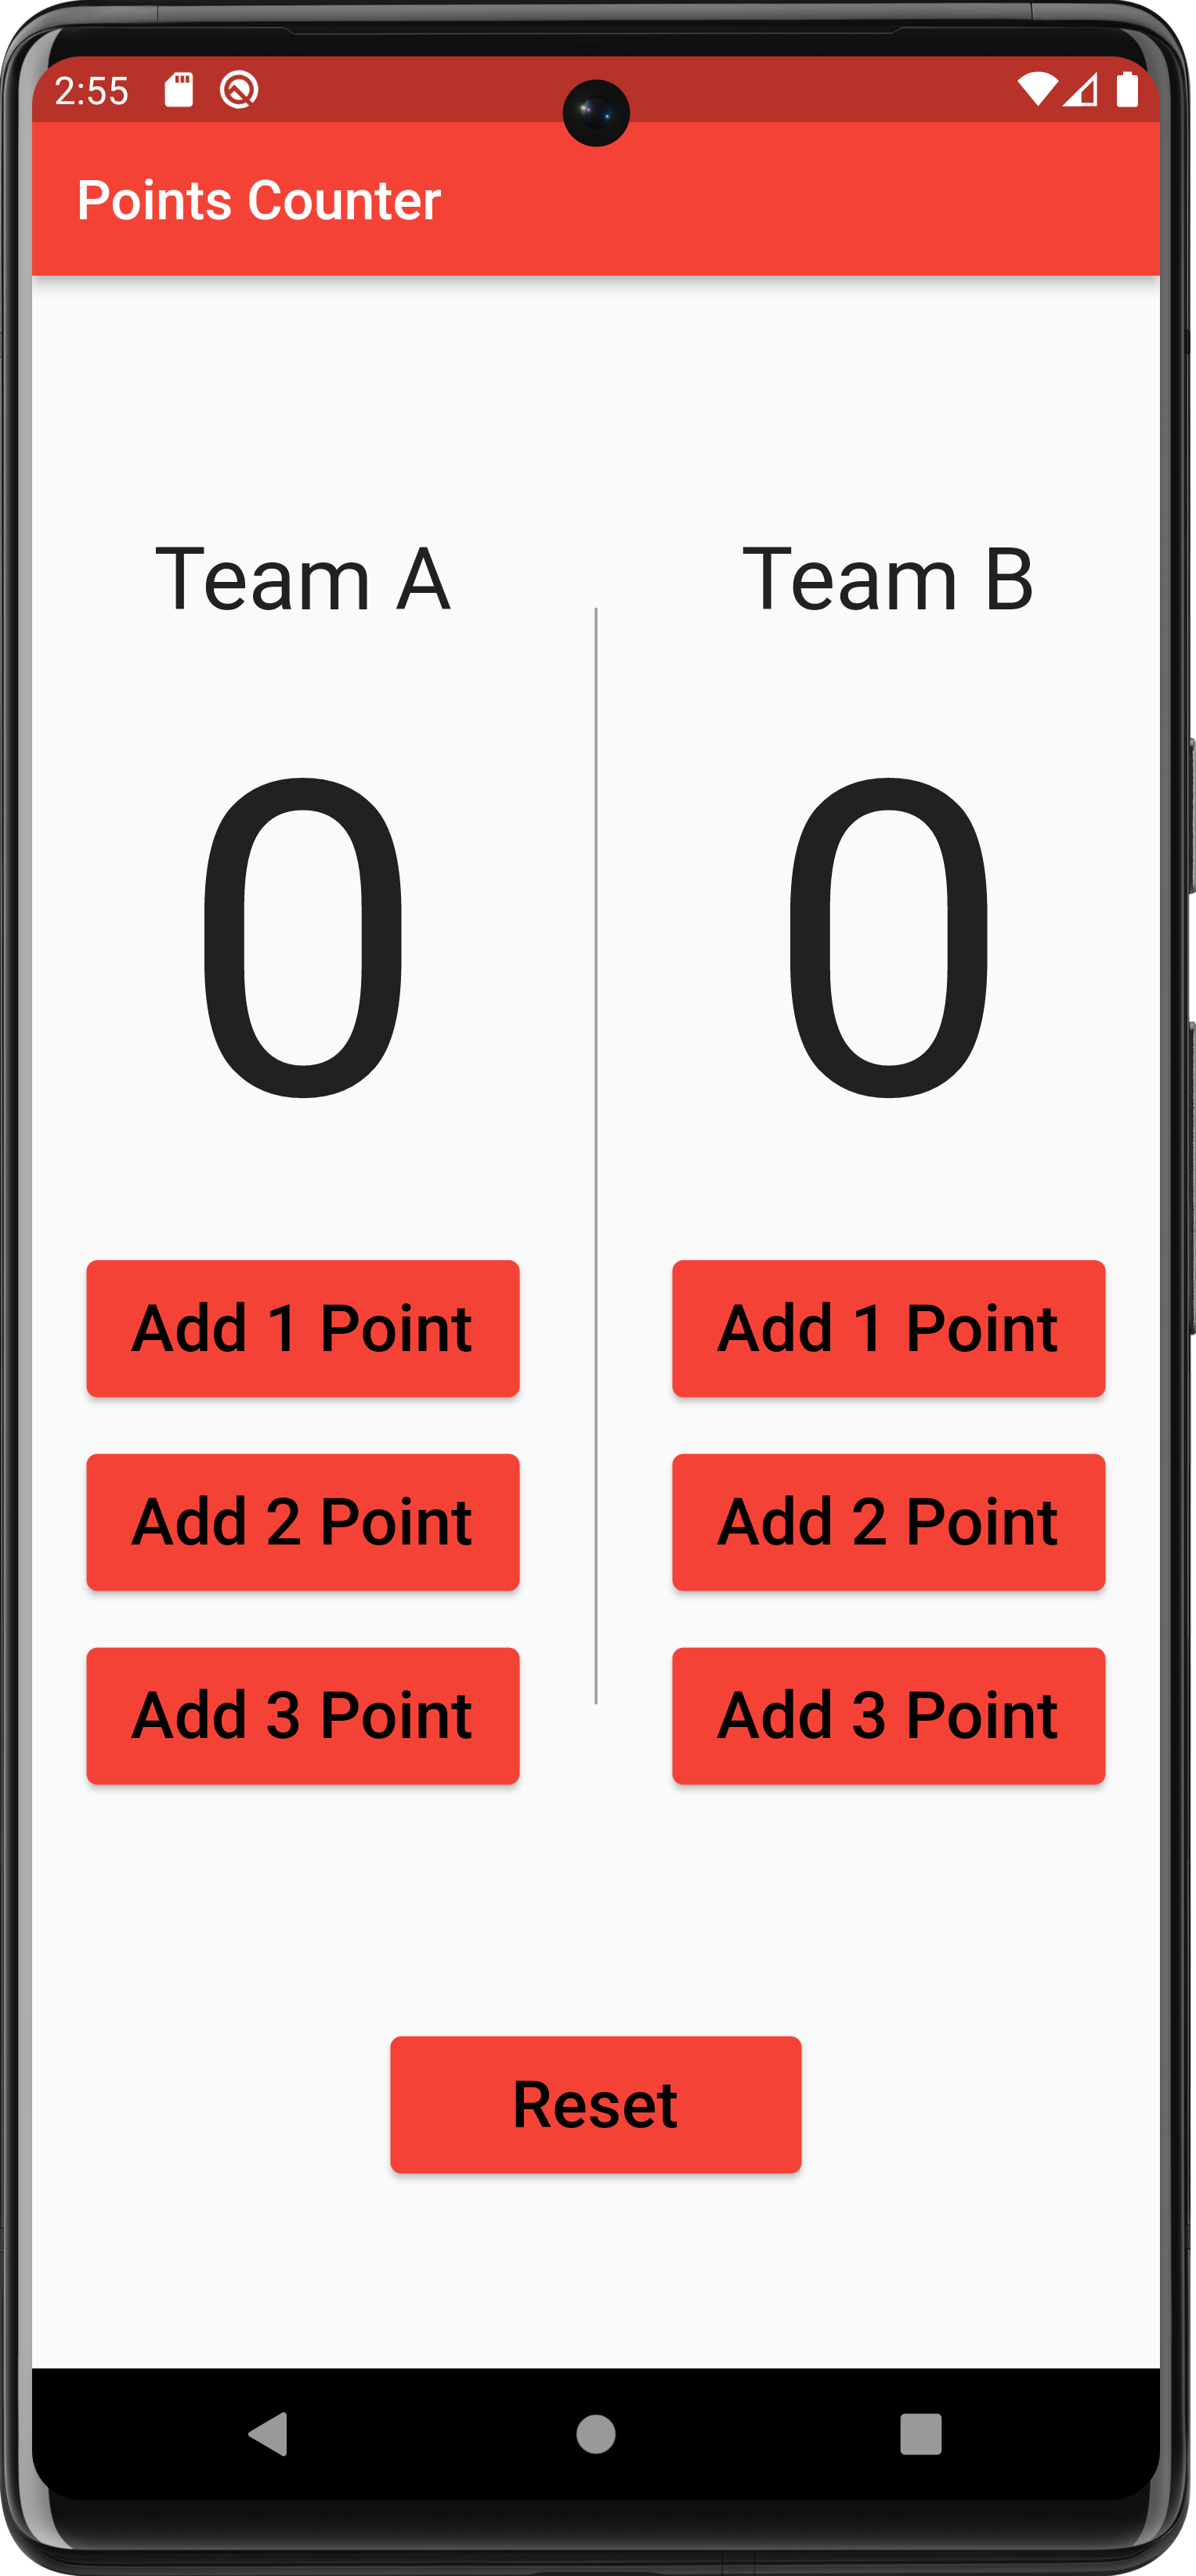 2:55
Points Counter
Team A
Team B
0
0
Add 1 Point
Add 1 Point
Add 2 Point
Add 2 Point
Add 3 Point
Add 3 Point
Reset